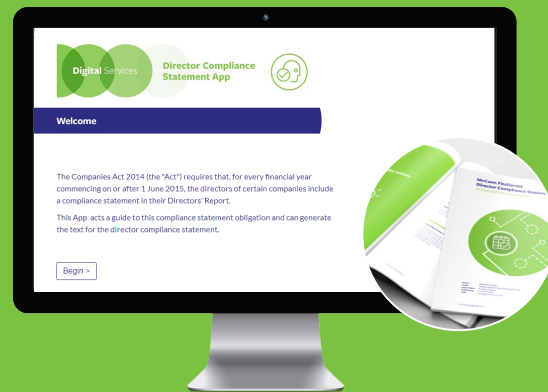 Digital Services
Director Compliance
Statement App
Welcome
The Companies Act 2014 (the "Act") requires that, for every financial year
commencing on or after 1 June 2015, the directors of certain companies include
a compliance statement in their Directors' Report.
This App acts a guide to this compliance statement obligation and can generate
the text for the director compliance statement.
Begin >
McCann FitzGerald
Director Compliance Statement